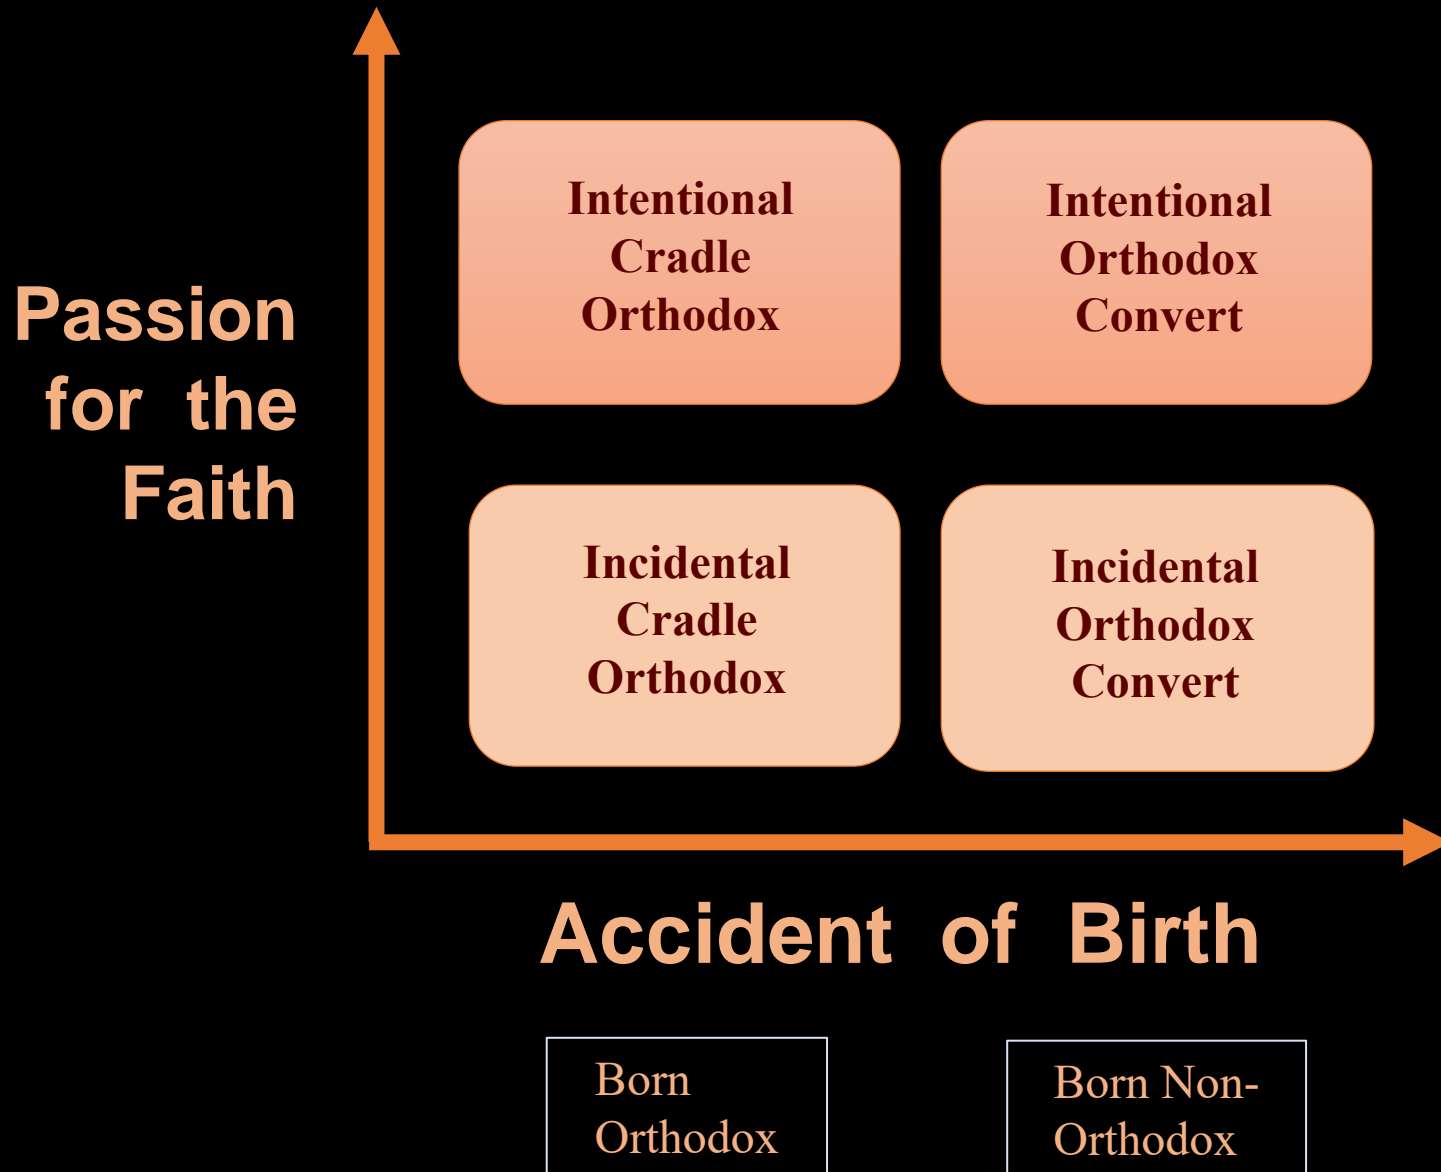 Passion
for the
Faith
Intentional
Cradle
Orthodox
Intentional
Orthodox
Convert
Incidental
Cradle
Orthodox
Incidental
Orthodox
Convert
Accident of Birth
Born
Orthodox
Born Non-
Orthodox